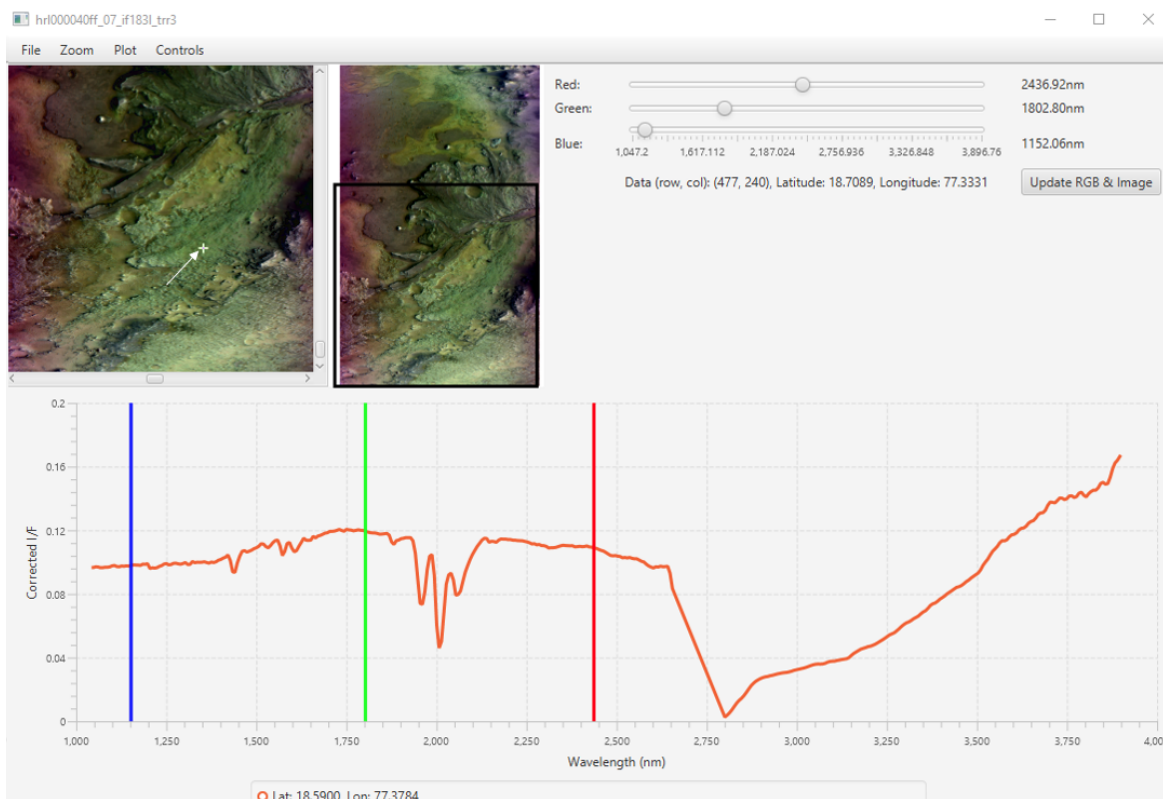 hrl000040ff_07_if183l_trr3
File Zoom Plot Controls
Red: 2436.92nm
Green: 1802.80nm
Blue: 1152.06nm
1,047.2 1,617.112 2,187.024 2,756.936 3,326.848 3,896.76
Data (row, col): (477, 240), Latitude: 18.7089, Longitude: 77.3331
Update RGB & Image
0.2
0.16
0.12
0.08
0.04
0
Corrected I/F
1,000 1,250 1,500 1,750 2,000 2,250 2,500 2,750 3,000 3,250 3,500 3,750 4,00
Wavelength (nm)
Lat: 18.5900, Lon: 77.3784